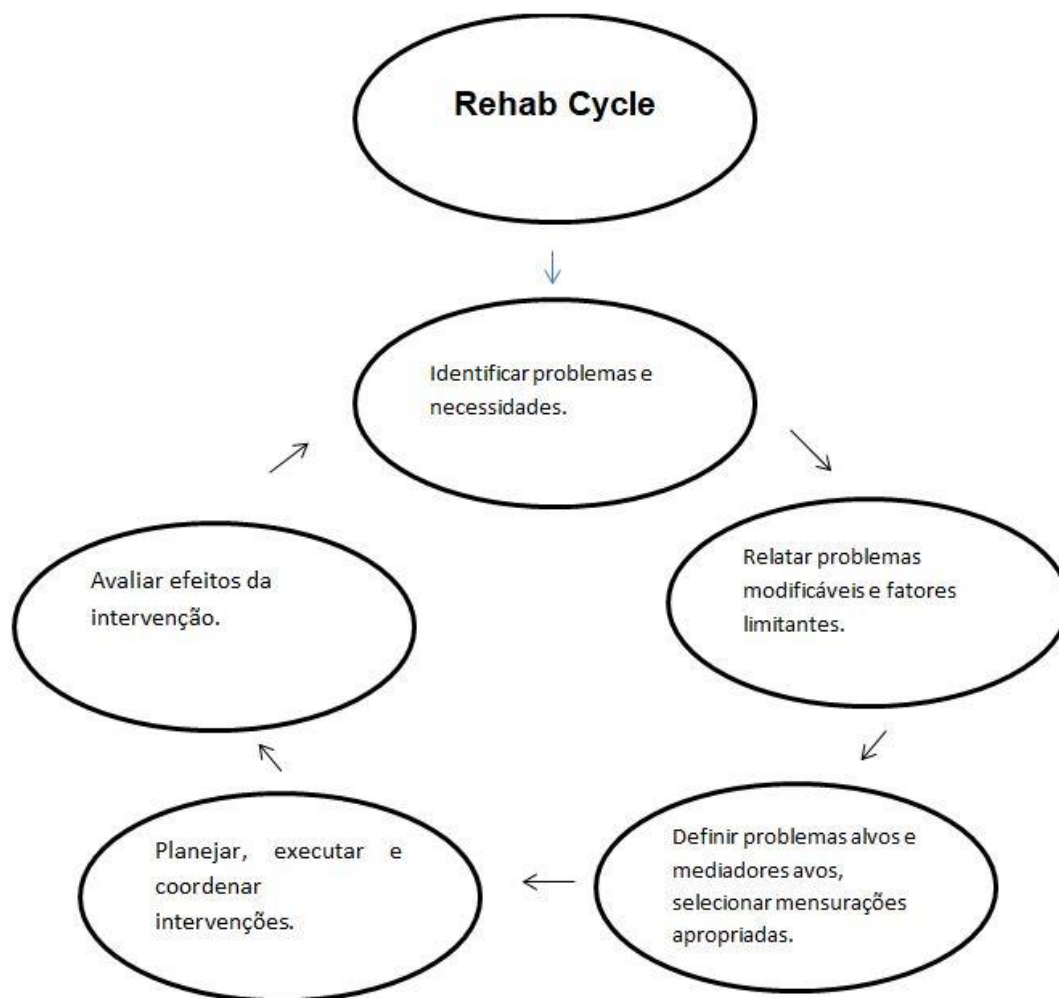 Rehab Cycle
Identificar problemas e
necessidades.
Relatar problemas
modificáveis e fatores
limitantes.
Definir problemas alvos e
mediadores avos,
selecionar mensurações
apropriadas.
Planejar, executar e
coordenar
intervenções.
Avaliar efeitos da
intervenção.